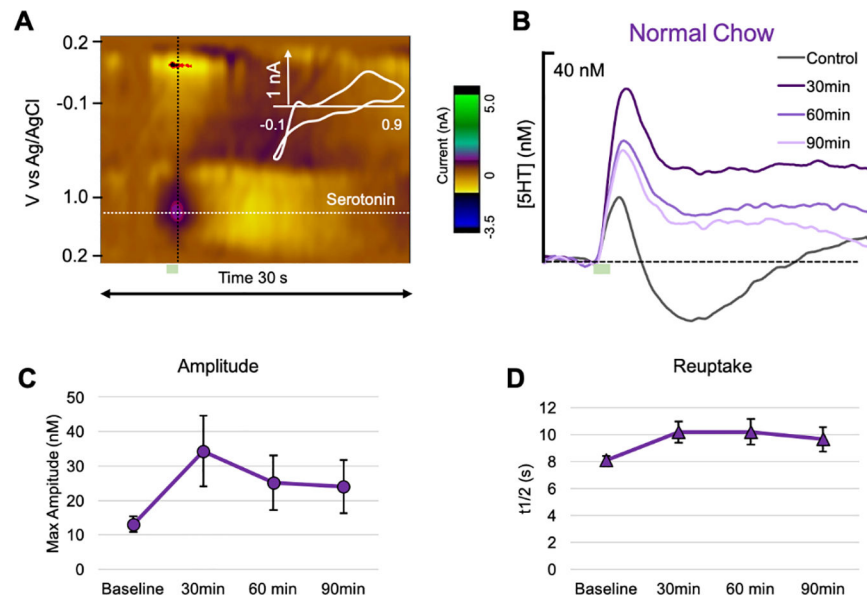 A
0.2
-0.1
1.0
0.2
V vs Ag/AgCl
1 nA
-0.1
0.9
Serotonin
Time 30 s
Current (nA)
5.0
0
-3.5
B
Normal Chow
40 nM
[5HT] (nM)
Control
30min
60min
90min
C
Amplitude
Max Amplitude (nM)
50
40
30
20
10
0
Baseline 30min 60 min 90min
D
Reuptake
t1/2 (s)
12
10
8
6
4
2
0
Baseline 30min 60 min 90min